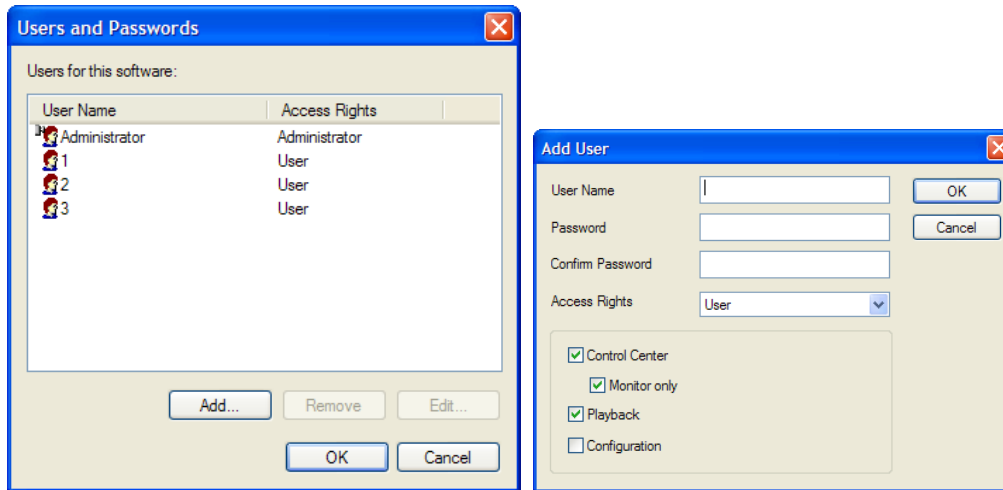 Users and Passwords
Users for this software:
User Name Access Rights
Administrator Administrator
1 User
2 User
3 User
Add... Remove Edit...
OK Cancel
Add User
User Name
OK
Password
Cancel
Confirm Password
Access Rights User
Control Center
Monitor only
Playback
Configuration